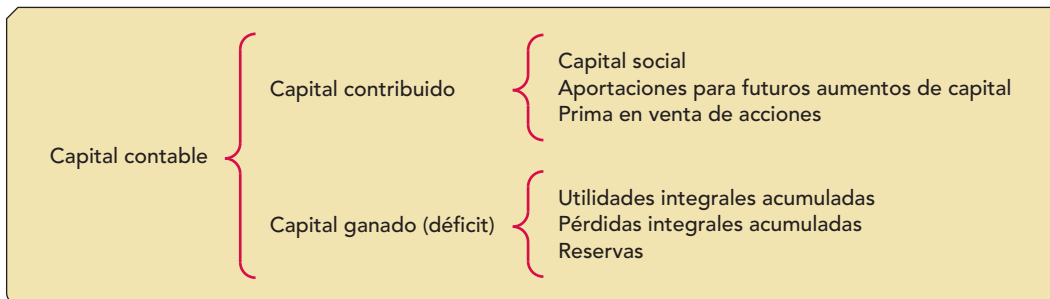 Capital contable
Capital contribuido
Capital social
Aportaciones para futuros aumentos de capital
Prima en venta de acciones
Capital ganado (déficit)
Utilidades integrales acumuladas
Pérdidas integrales acumuladas
Reservas